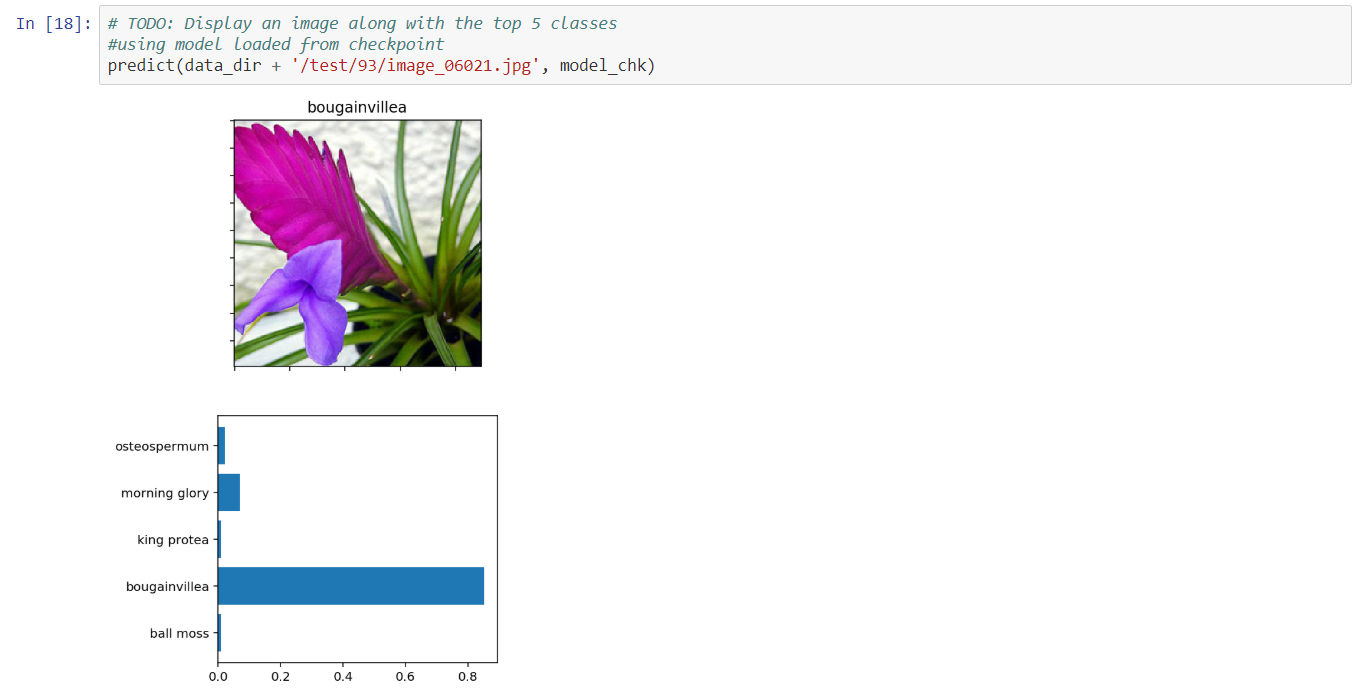 In [18]: # TODO: Display an image along with the top 5 classes
#using model loaded from checkpoint
predict(data_dir + '/test/93/image_06021.jpg', model_chk)
bougainvillea
osteospermum
morning glory
king protea
bougainvillea
ball moss
0.0 0.2 0.4 0.6 0.8